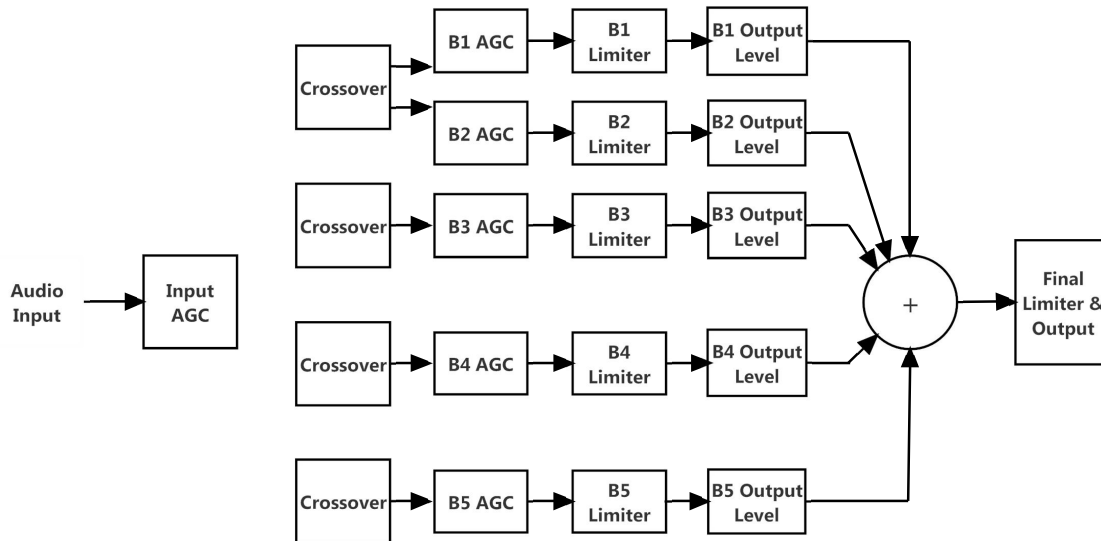 Audio
Input
Input
AGC
Crossover
B1 AGC
B1
Limiter
B1 Output
Level
B2 AGC
B2
Limiter
B2 Output
Level
Crossover
B3 AGC
B3
Limiter
B3 Output
Level
Crossover
B4 AGC
B4
Limiter
B4 Output
Level
Crossover
B5 AGC
B5
Limiter
B5 Output
Level
+
Final
Limiter &
Output